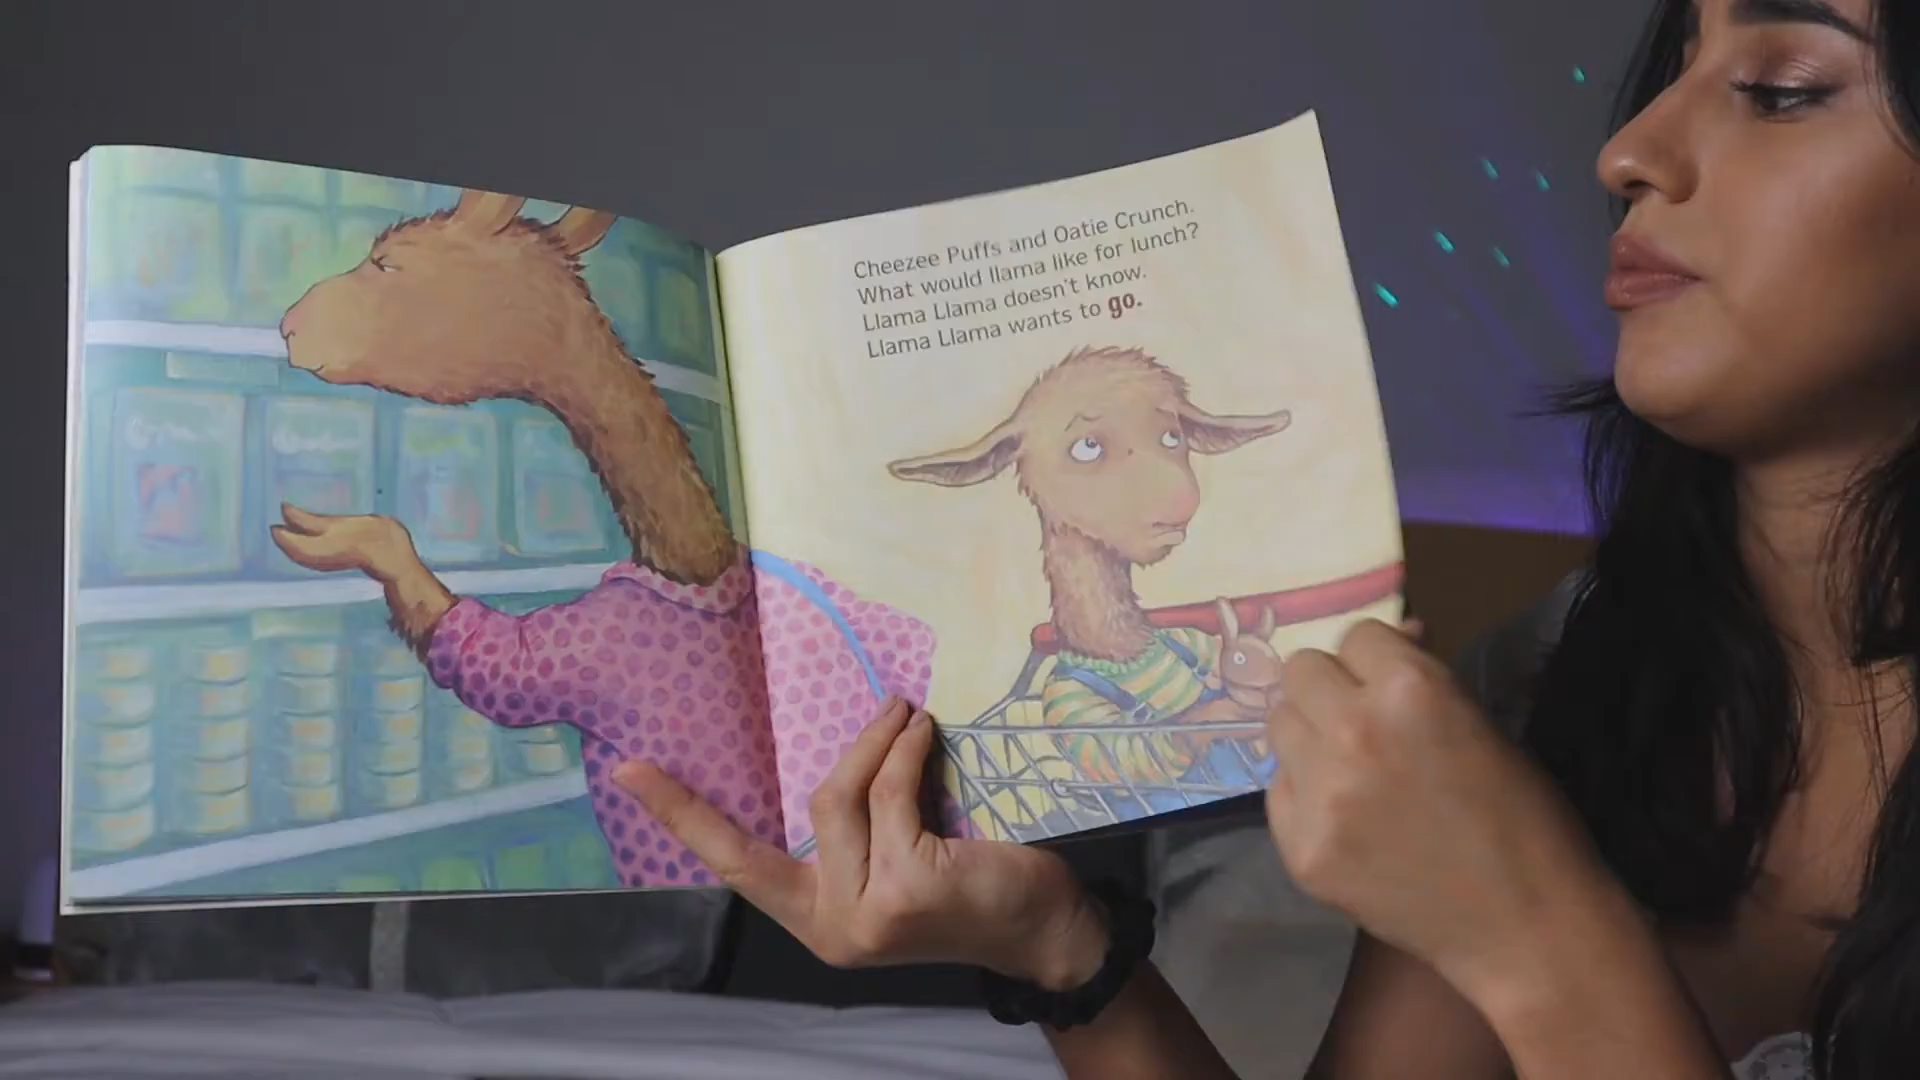 Cheezee Puffs and Oatie Crunch.
What would llama like for lunch?
Llama Llama doesn't know.
Llama Llama wants to go.